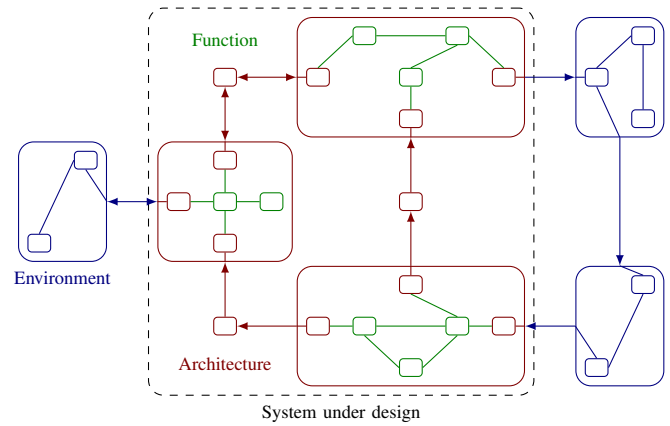 Function
Environment
Architecture
System under design